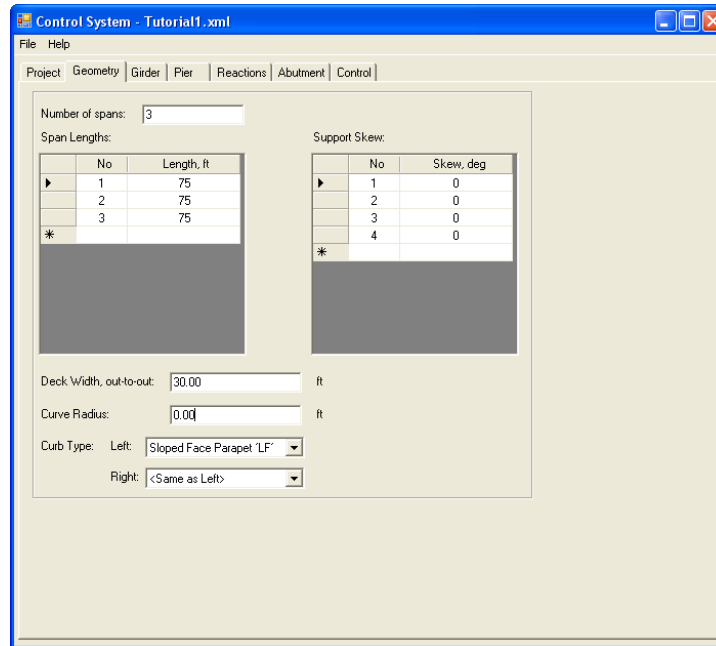 Control System - Tutorial1.xml
File Help
Project Geometry Girder Pier Reactions Abutment Control
Number of spans: 3
Span Lengths: Support Skew:
No Length, ft No Skew, deg
1 75 1 0
2 75 2 0
3 75 3 0
4 0
Deck Width, out-to-out: 30.00 ft
Curve Radius: 0.00 ft
Curb Type: Left: Sloped Face Parapet 'LF'
Right: <Same as Left>